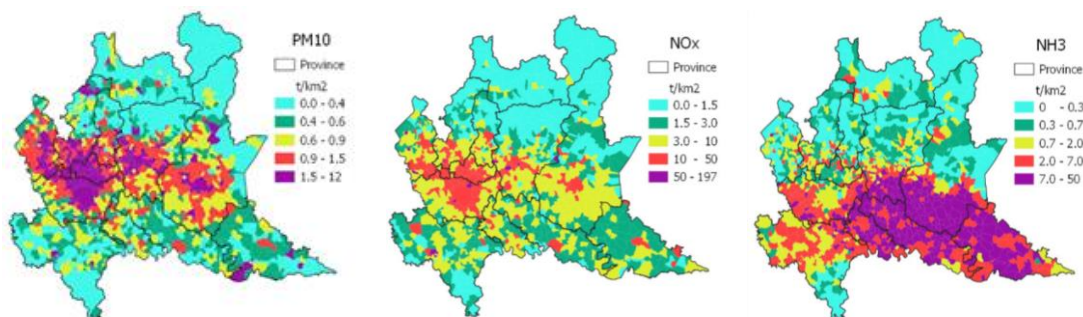 PM10
Province
t/km2
0.0 - 0.4
0.4 - 0.6
0.6 - 0.9
0.9 - 1.5
1.5 - 12
NOx
Province
t/km2
0.0 - 1.5
1.5 - 3.0
3.0 - 10
10 - 50
50 - 197
NH3
Province
t/km2
0 - 0.3
0.3 - 0.7
0.7 - 2.0
2.0 - 7.0
7.0 - 50